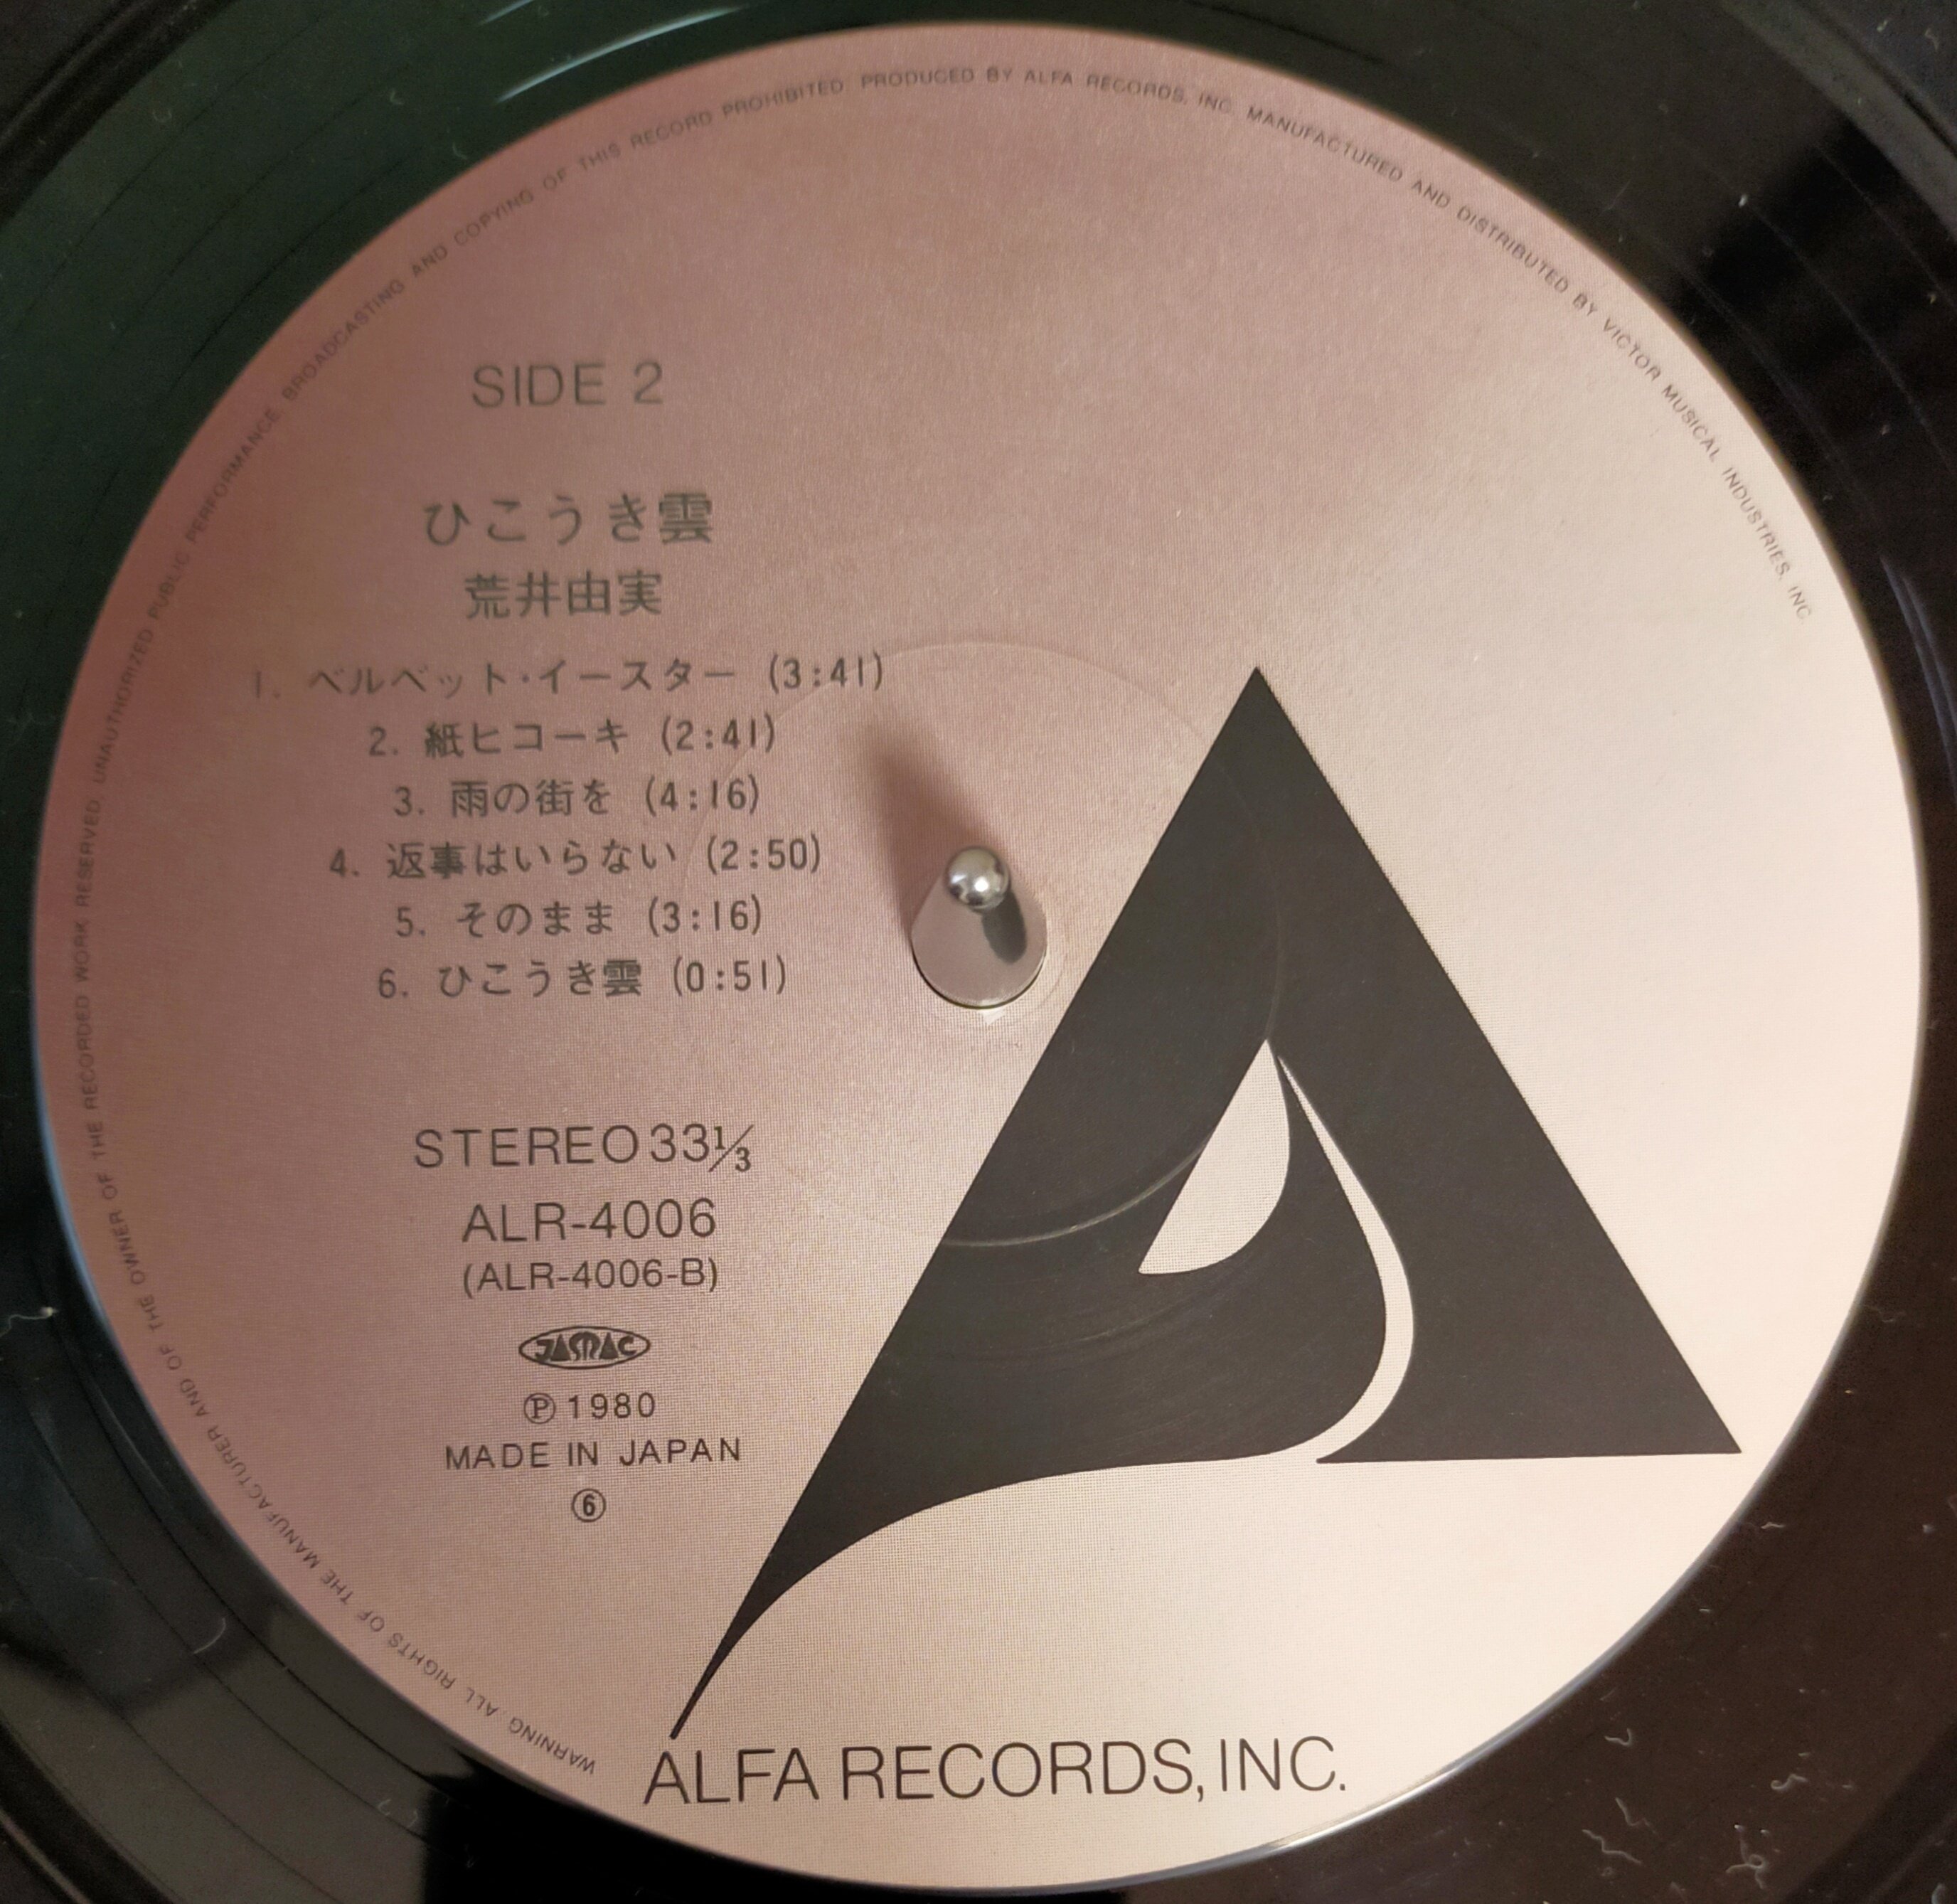 SIDE 2
ひこうき雲
荒井由実
1. ベルベット・イースター (3:41)
2. 紙ヒコーキ (2:41)
3. 雨の街を (4:16)
4. 返事はいらない (2:50)
5. そのまま (3:16)
6. ひこうき雲 (0:51)
STEREO 33⅓
ALR-4006
(ALR-4006-B)
JASRAC
Ⓟ 1980
MADE IN JAPAN
⑥
ALFA RECORDS, INC.
WARNING: ALL RIGHTS OF THE MANUFACTURER AND OF THE OWNER OF THE RECORDED WORK RESERVED. UNAUTHORIZED PUBLIC PERFORMANCE BROADCASTING AND COPYING OF THIS RECORD PROHIBITED. PRODUCED BY ALFA RECORDS, INC. MANUFACTURED AND DISTRIBUTED BY VICTOR MUSICAL INDUSTRIES, INC.